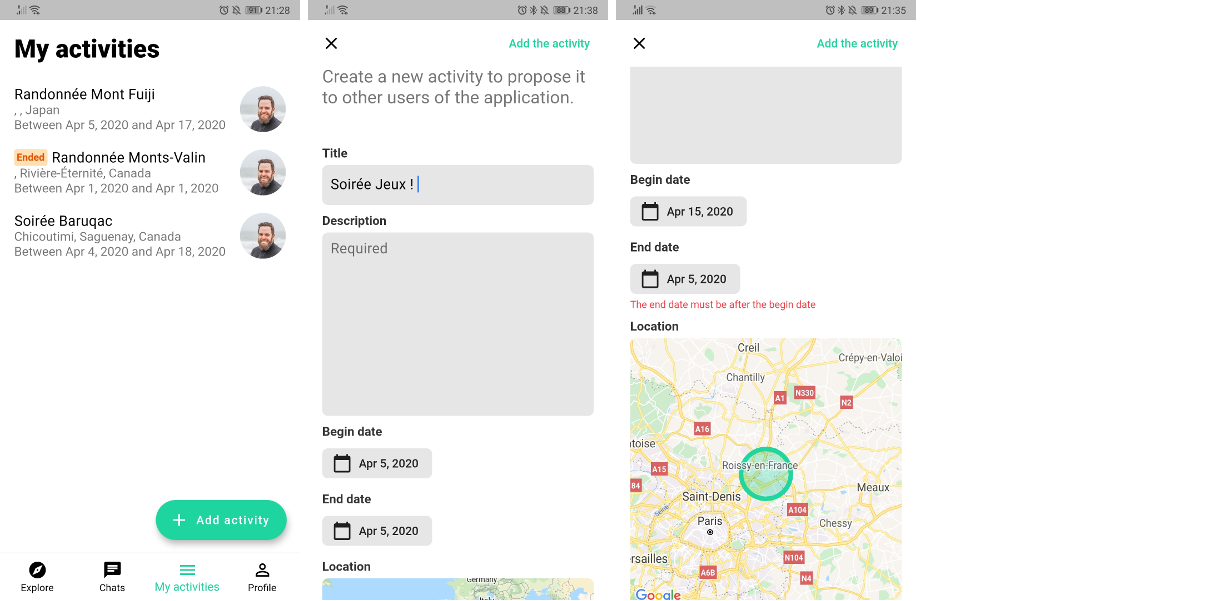 21:28
My activities
Randonnée Mont Fuiji
, , Japan
Between Apr 5, 2020 and Apr 17, 2020
Ended Randonnée Monts-Valin
, Rivière-Éternité, Canada
Between Apr 1, 2020 and Apr 1, 2020
Soirée Baruqac
Chicoutimi, Saguenay, Canada
Between Apr 4, 2020 and Apr 18, 2020
+ Add activity
Explore
Chats
My activities
Profile
21:38
Add the activity
Create a new activity to propose it
to other users of the application.
Title
Soirée Jeux !
Description
Required
Begin date
Apr 5, 2020
End date
Apr 5, 2020
Location
Germany
21:35
Add the activity
Begin date
Apr 15, 2020
End date
Apr 5, 2020
The end date must be after the begin date
Location
Creil
Crépy-en-Valoi
Chantilly
A1
N330
N2
A16
toise
A15
Roissy-en-France
84
Meaux
Saint-Denis
A104
Paris
Chessy
rsailles
N104
A6B
N4
Google